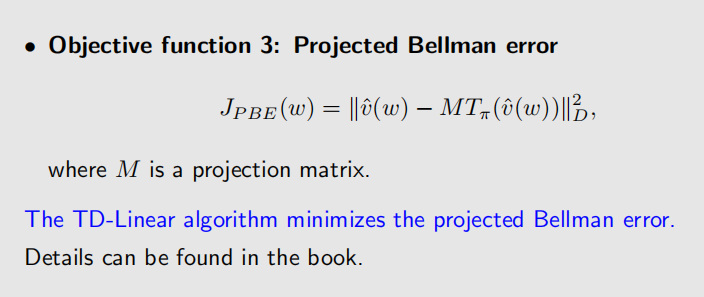 • Objective function 3: Projected Bellman error
J_{PBE}(w) = ‖v̂(w) − MT_π(v̂(w))‖²_D,
where M is a projection matrix.
The TD-Linear algorithm minimizes the projected Bellman error.
Details can be found in the book.